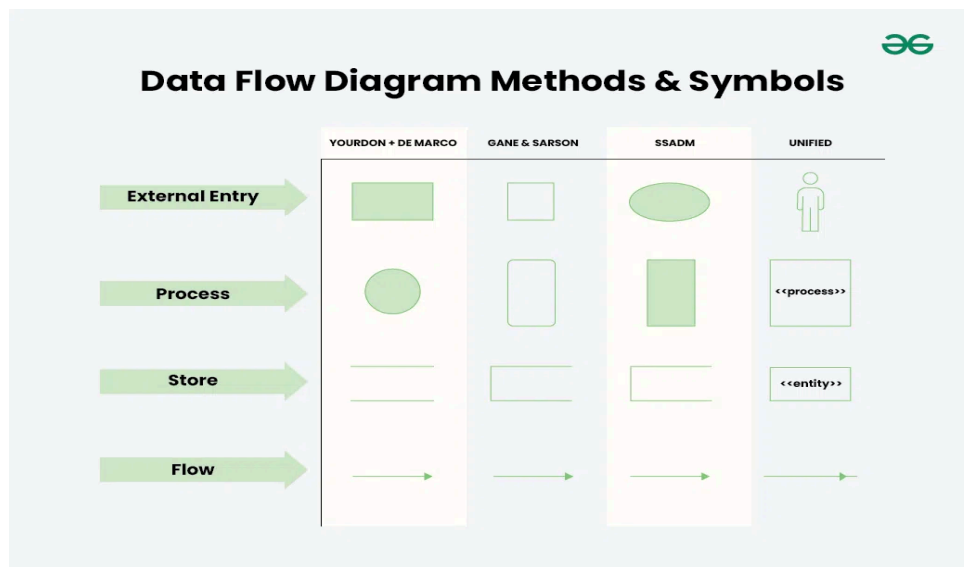 Data Flow Diagram Methods & Symbols
YOURDON + DE MARCO GANE & SARSON SSADM UNIFIED
External Entry
Process <<process>>
Store <<entity>>
Flow